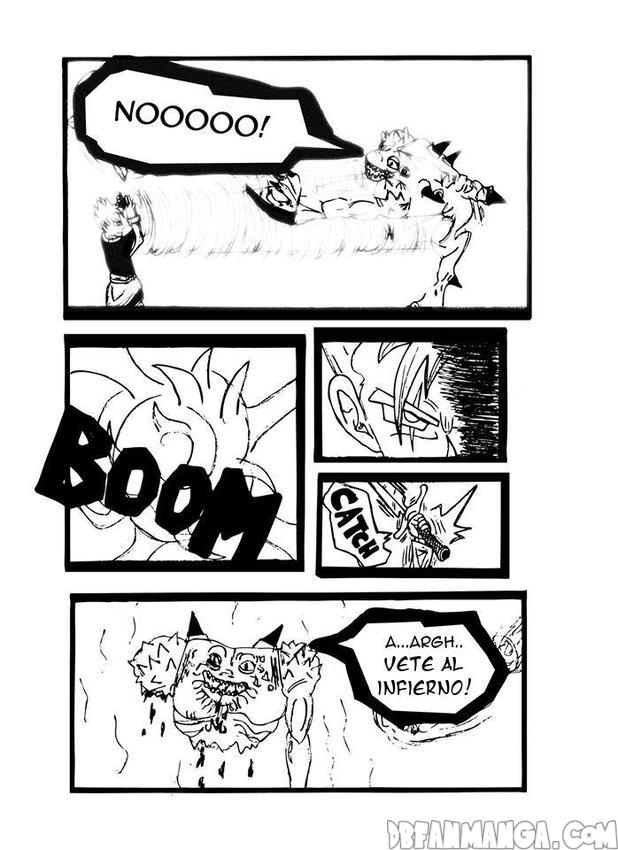 NOOOOO!
BOOM
CATCH
A...ARGH..
VETE AL
INFIERNO!
DBFANMANGA.COM